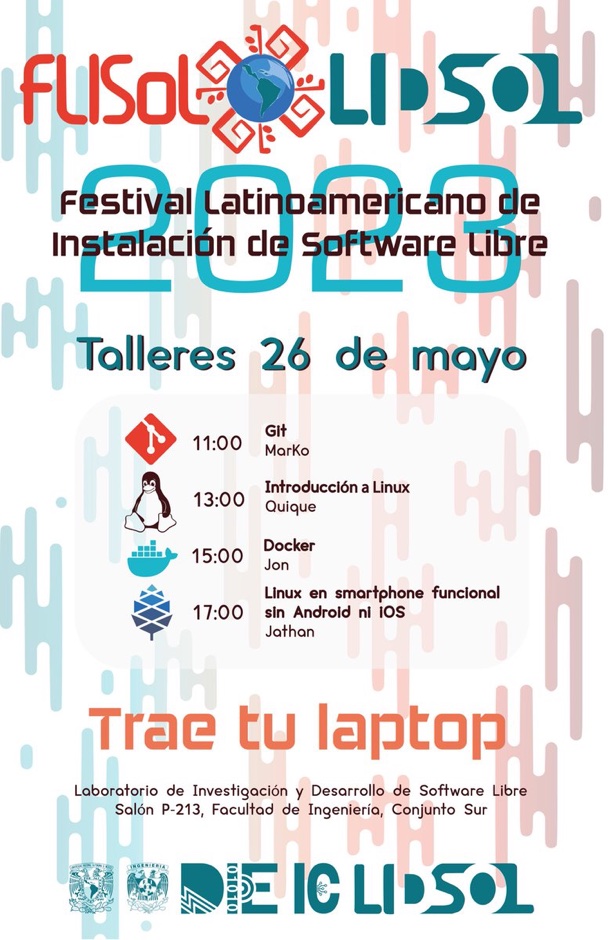 FLISoL LIDSOL
2023
Festival Latinoamericano de
Instalación de Software Libre
Talleres 26 de mayo
11:00 Git
MarKo
13:00 Introducción a Linux
Quique
15:00 Docker
Jon
17:00 Linux en smartphone funcional
sin Android ni iOS
Jathan
Trae tu laptop
Laboratorio de Investigación y Desarrollo de Software Libre
Salón P-213, Facultad de Ingeniería, Conjunto Sur
INGENIERIA DIE IC LIDSOL